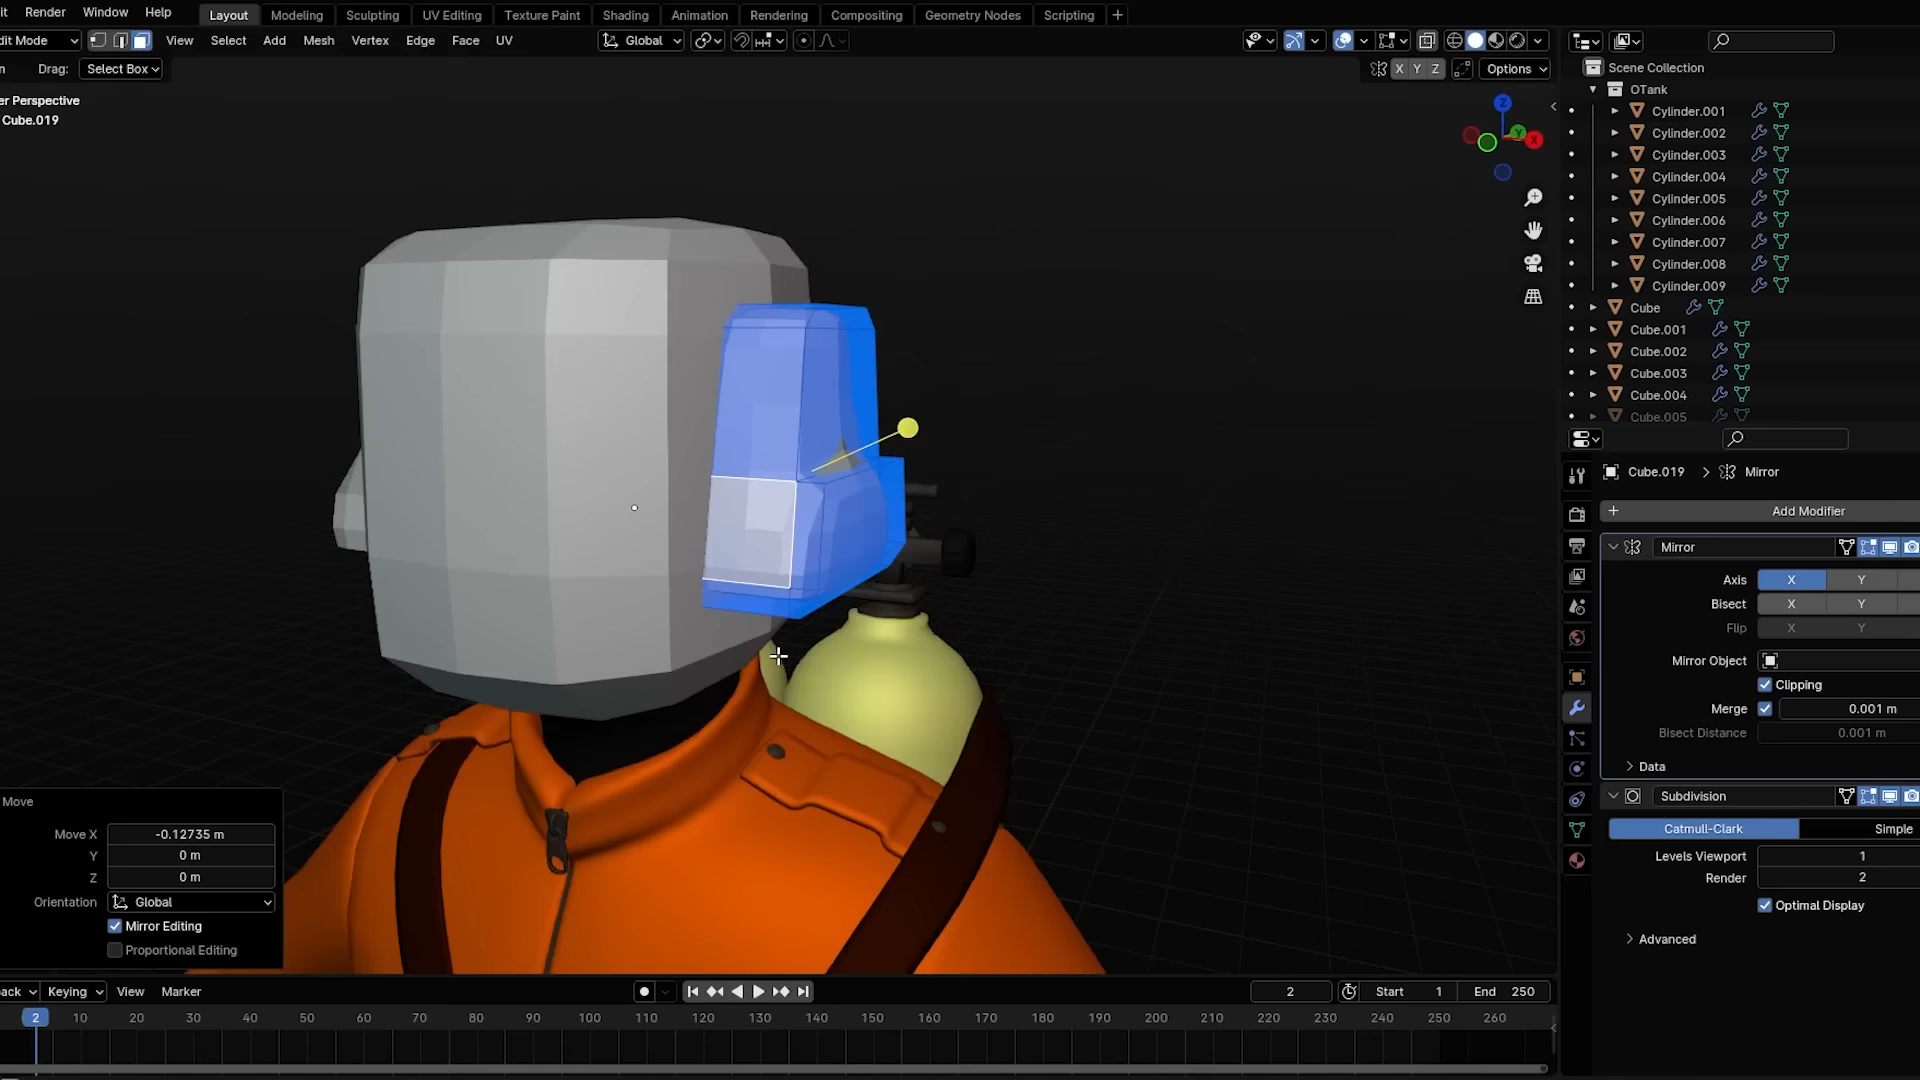 it Render Window Help Layout Modeling Sculpting UV Editing Texture Paint Shading Animation Rendering Compositing Geometry Nodes Scripting +
dit Mode View Select Add Mesh Vertex Edge Face UV Global
n Drag: Select Box X Y Z Options
er Perspective
Cube.019
Z
Y
X
Scene Collection
OTank
Cylinder.001
Cylinder.002
Cylinder.003
Cylinder.004
Cylinder.005
Cylinder.006
Cylinder.007
Cylinder.008
Cylinder.009
Cube
Cube.001
Cube.002
Cube.003
Cube.004
Cube.005
Cube.019 > Mirror
+ Add Modifier
Mirror
Axis X Y
Bisect X Y
Flip X Y
Mirror Object
Clipping
Merge 0.001 m
Bisect Distance 0.001 m
Data
Subdivision
Catmull-Clark Simple
Levels Viewport 1
Render 2
Optimal Display
Advanced
Move
Move X -0.12735 m
Y 0 m
Z 0 m
Orientation Global
Mirror Editing
Proportional Editing
ack Keying View Marker 2 Start 1 End 250
2 10 20 30 40 50 60 70 80 90 100 110 120 130 140 150 160 170 180 190 200 210 220 230 240 250 260